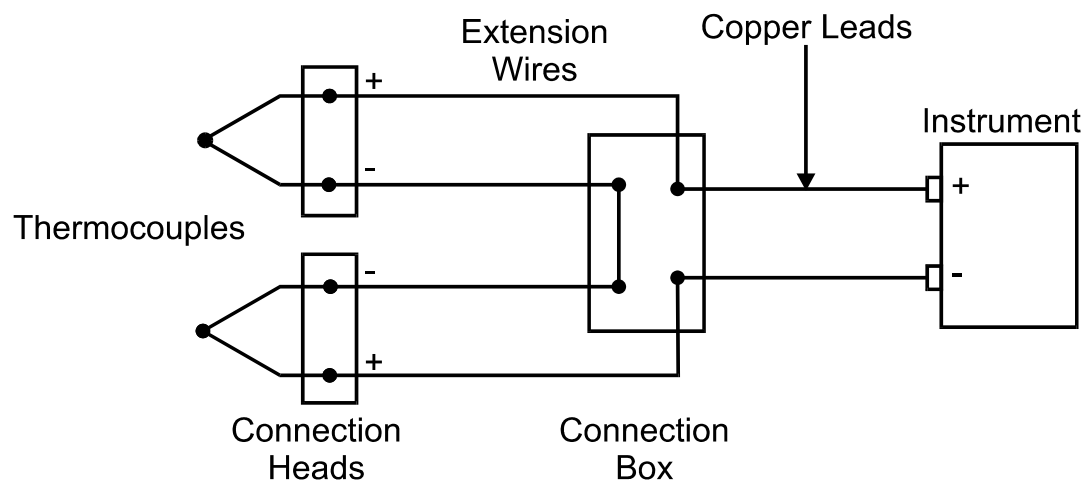 Extension
Wires
Copper Leads
+
Instrument
-
+
Thermocouples
-
-
+
Connection
Heads
Connection
Box